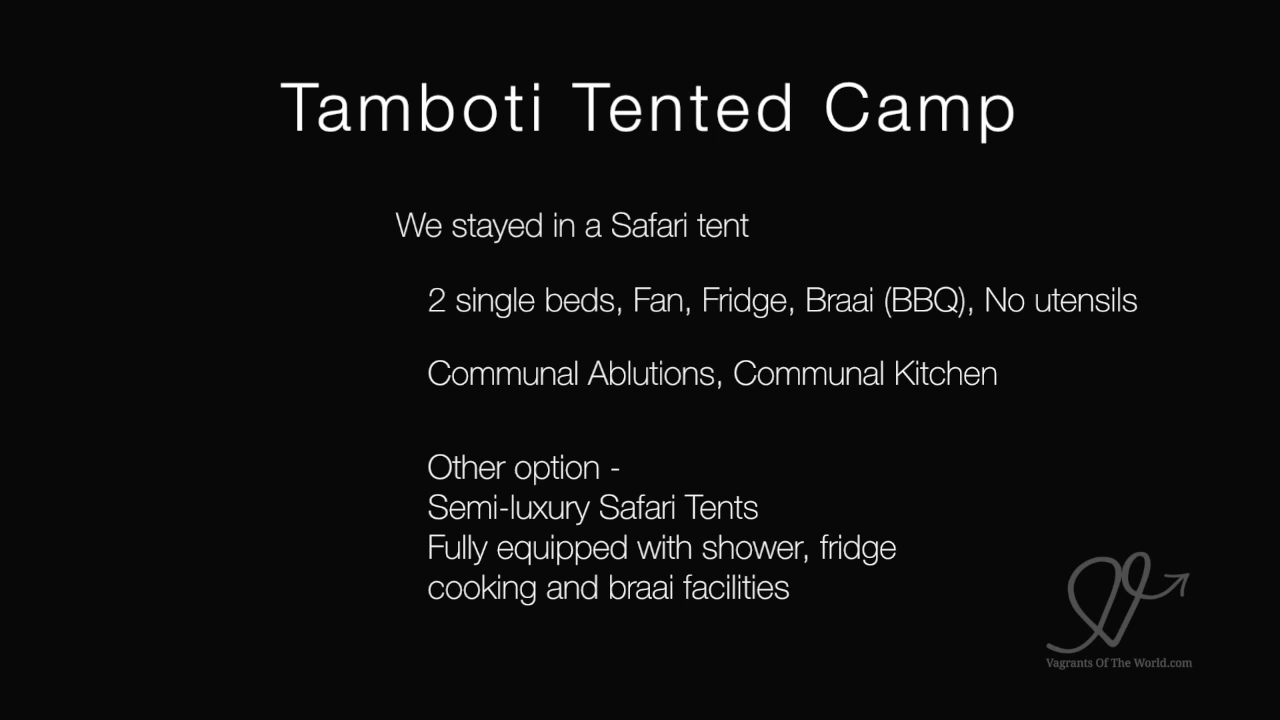 Tamboti Tented Camp
We stayed in a Safari tent
2 single beds, Fan, Fridge, Braai (BBQ), No utensils
Communal Ablutions, Communal Kitchen
Other option -
Semi-luxury Safari Tents
Fully equipped with shower, fridge
cooking and braai facilities
Vagrants Of The World.com